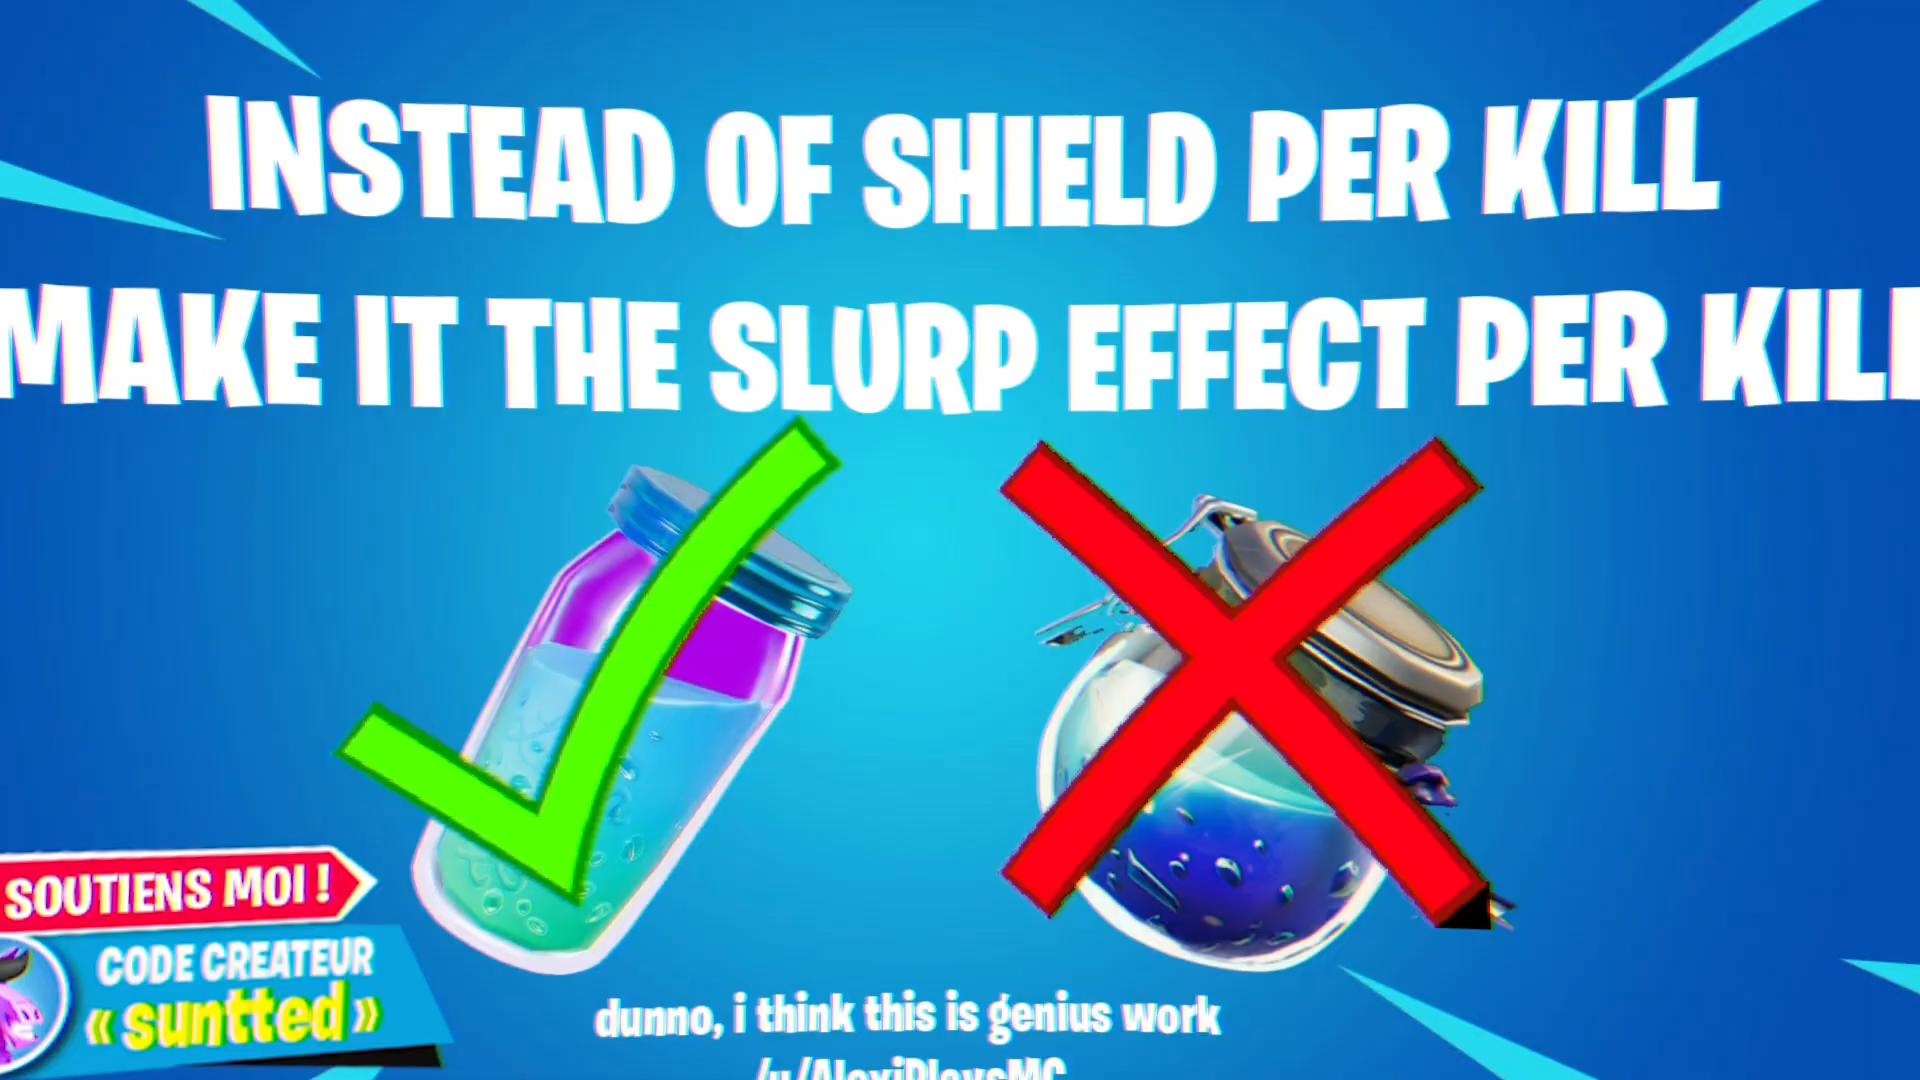 INSTEAD OF SHIELD PER KILL
MAKE IT THE SLURP EFFECT PER KILL
SOUTIENS MOI !
CODE CREATEUR
« suntted »
dunno, i think this is genius work
/u/AlexiPlaysMC